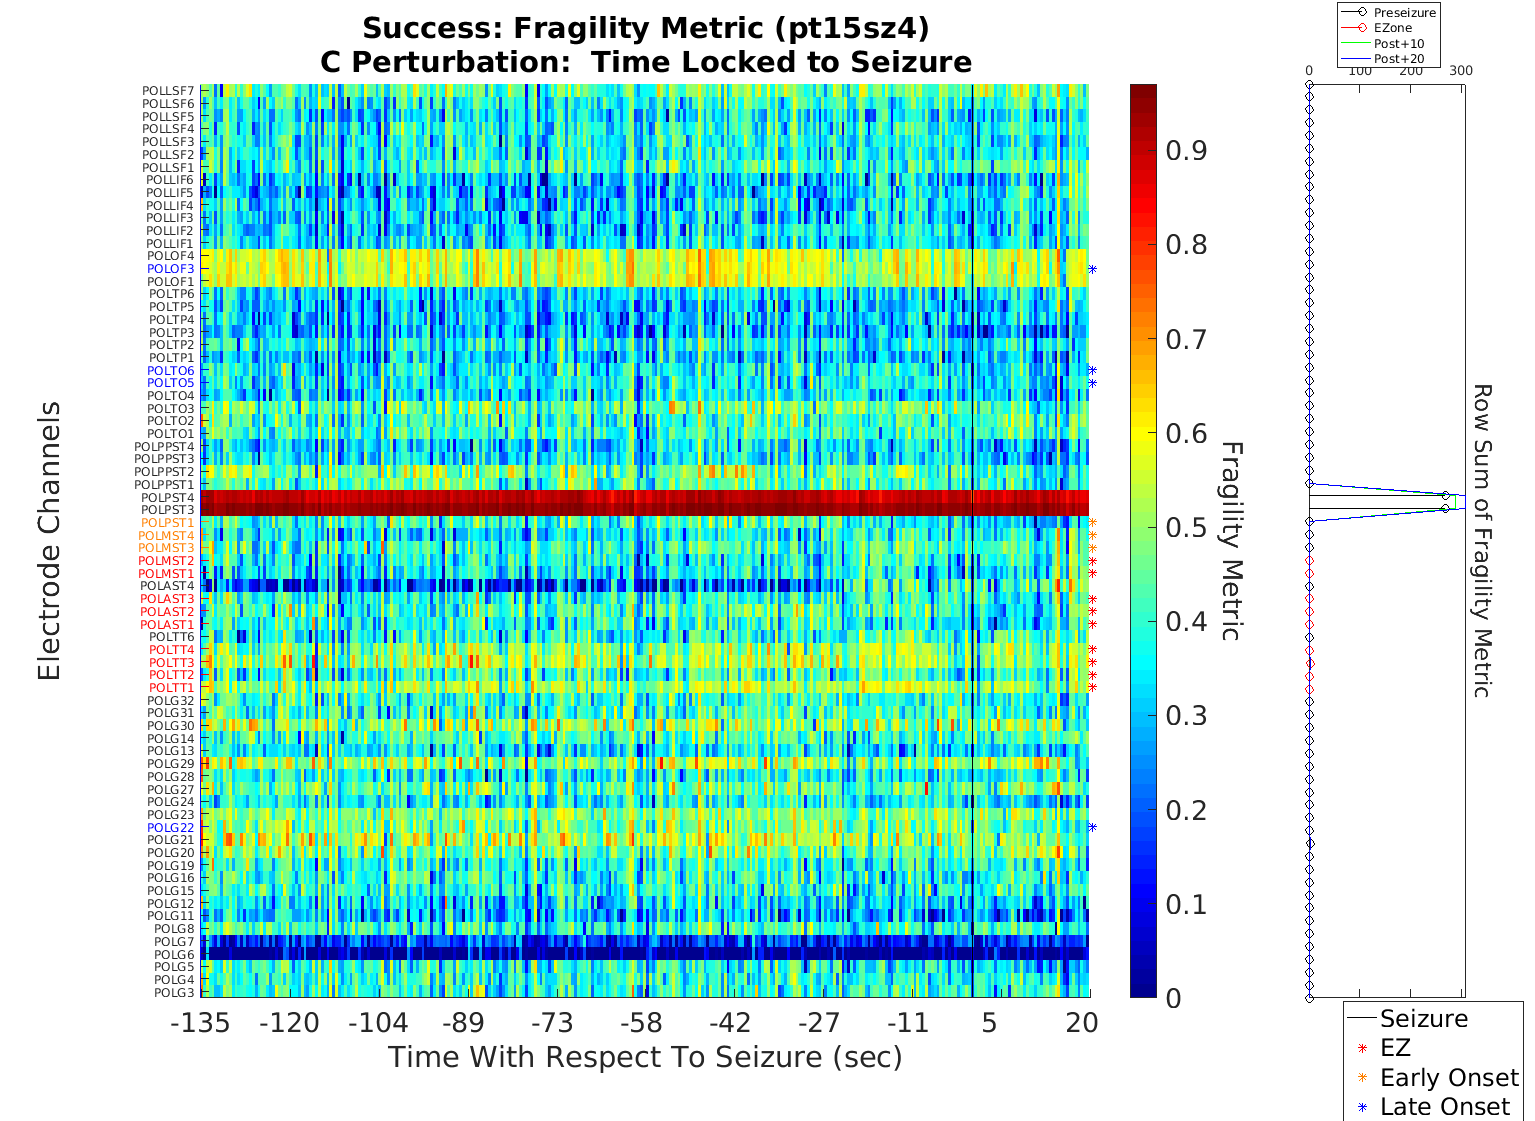 Success: Fragility Metric (pt15sz4)
C Perturbation:  Time Locked to Seizure
Preseizure
EZone
Post+10
Post+20
0
100
200
300
POLLSF7
POLLSF6
POLLSF5
POLLSF4
POLLSF3
POLLSF2
POLLSF1
POLLIF6
POLLIF5
POLLIF4
POLLIF3
POLLIF2
POLLIF1
POLOF4
POLOF3
POLOF1
POLTP6
POLTP5
POLTP4
POLTP3
POLTP2
POLTP1
POLTO6
POLTO5
POLTO4
POLTO3
POLTO2
POLTO1
POLPPST4
POLPPST3
POLPPST2
POLPPST1
POLPST4
POLPST3
POLPST1
POLMST4
POLMST3
POLMST2
POLMST1
POLAST4
POLAST3
POLAST2
POLAST1
POLTT6
POLTT4
POLTT3
POLTT2
POLTT1
POLG32
POLG31
POLG30
POLG14
POLG13
POLG29
POLG28
POLG27
POLG24
POLG23
POLG22
POLG21
POLG20
POLG19
POLG16
POLG15
POLG12
POLG11
POLG8
POLG7
POLG6
POLG5
POLG4
POLG3
Electrode Channels
-135
-120
-104
-89
-73
-58
-42
-27
-11
5
20
Time With Respect To Seizure (sec)
0.9
0.8
0.7
0.6
0.5
0.4
0.3
0.2
0.1
0
Fragility Metric
Row Sum of Fragility Metric
Seizure
EZ
Early Onset
Late Onset